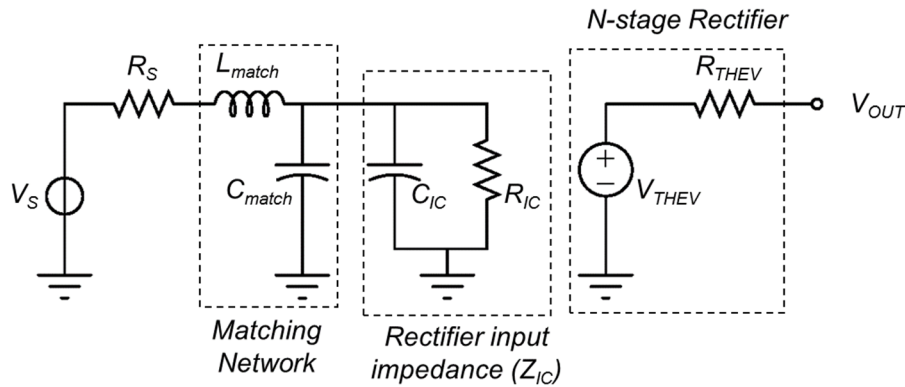 N-stage Rectifier
R_S
L_match
R_THEV
V_OUT
V_S
C_match
C_IC
R_IC
+
−
V_THEV
Matching
Network
Rectifier input
impedance (Z_IC)